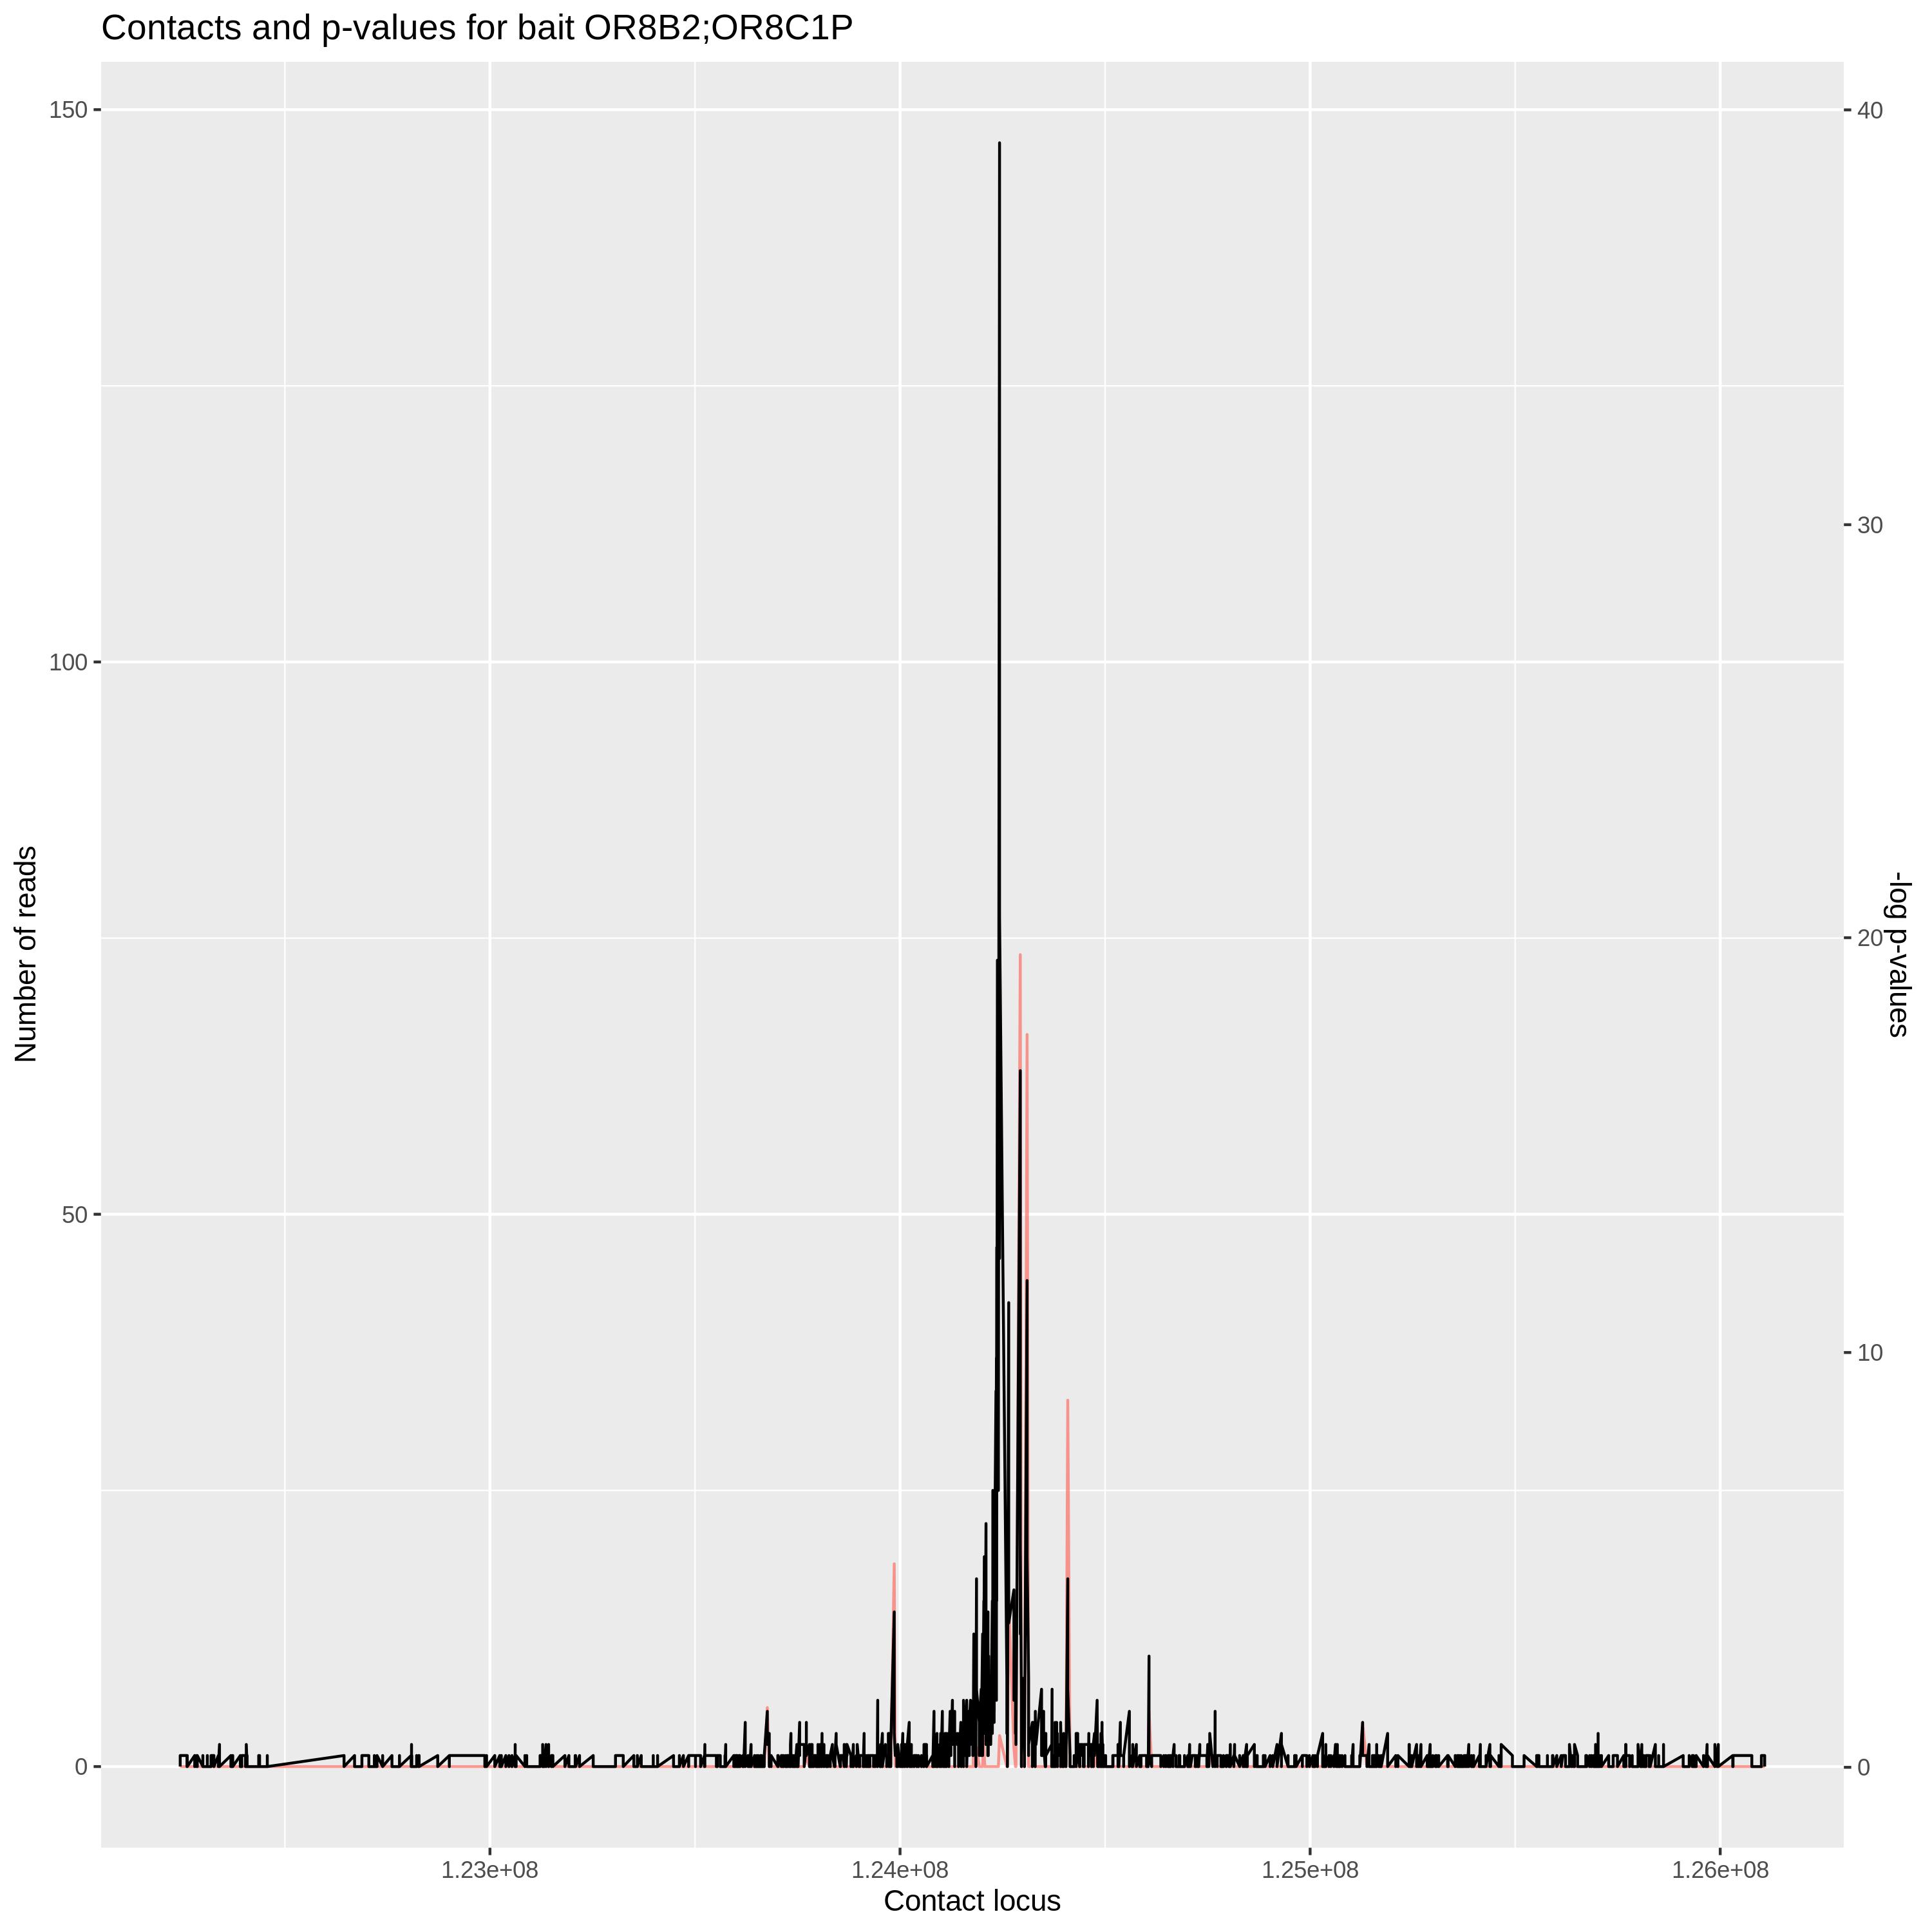 Contacts and p-values for bait OR8B2;OR8C1P
150
100
50
0
Number of reads
40
30
20
10
0
-log p-values
1.23e+08
1.24e+08
1.25e+08
1.26e+08
Contact locus